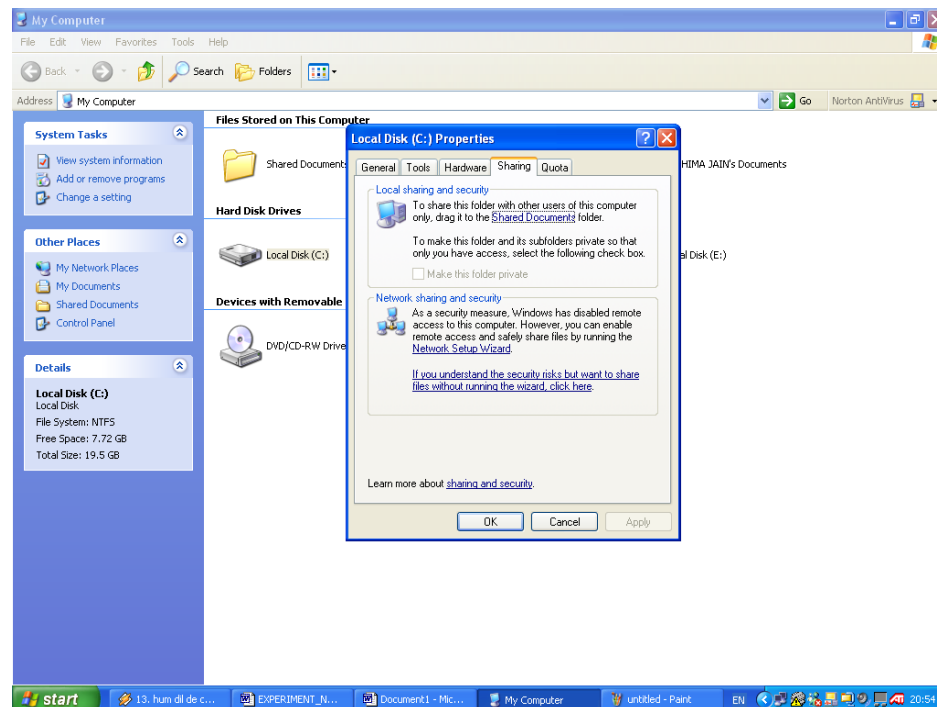 My Computer
File Edit View Favorites Tools Help
Back Search Folders
Address My Computer Go Norton AntiVirus
System Tasks
View system information
Add or remove programs
Change a setting
Other Places
My Network Places
My Documents
Shared Documents
Control Panel
Details
Local Disk (C:)
Local Disk
File System: NTFS
Free Space: 7.72 GB
Total Size: 19.5 GB
Files Stored on This Computer
Shared Documents
HIMA JAIN's Documents
Hard Disk Drives
Local Disk (C:)
al Disk (E:)
Devices with Removable
DVD/CD-RW Drive
Local Disk (C:) Properties
General Tools Hardware Sharing Quota
Local sharing and security
To share this folder with other users of this computer
only, drag it to the Shared Documents folder.
To make this folder and its subfolders private so that
only you have access, select the following check box.
Make this folder private
Network sharing and security
As a security measure, Windows has disabled remote
access to this computer. However, you can enable
remote access and safely share files by running the
Network Setup Wizard.
If you understand the security risks but want to share
files without running the wizard, click here.
Learn more about sharing and security.
OK Cancel Apply
start 13. hum dil de c... EXPERIMENT_N... Document1 - Mic... My Computer untitled - Paint EN 20:54